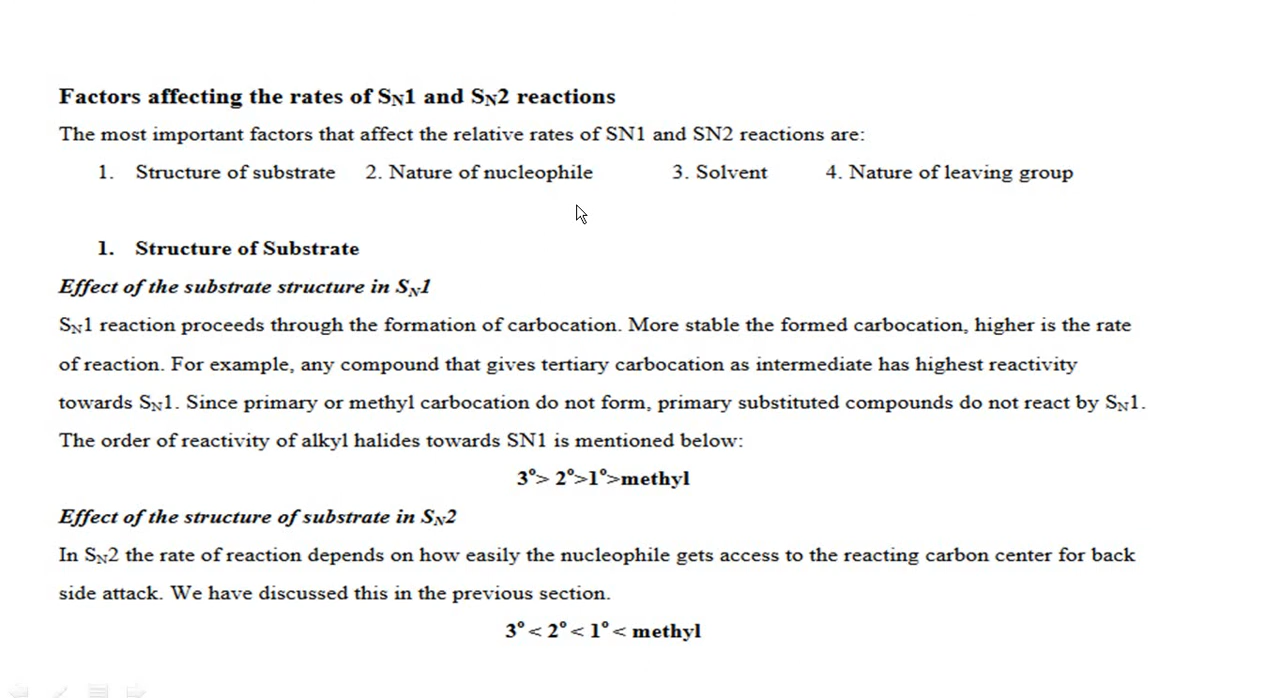 Factors affecting the rates of SN1 and SN2 reactions
The most important factors that affect the relative rates of SN1 and SN2 reactions are:
1. Structure of substrate 2. Nature of nucleophile 3. Solvent 4. Nature of leaving group
1. Structure of Substrate
Effect of the substrate structure in SN1
SN1 reaction proceeds through the formation of carbocation. More stable the formed carbocation, higher is the rate
of reaction. For example, any compound that gives tertiary carbocation as intermediate has highest reactivity
towards SN1. Since primary or methyl carbocation do not form, primary substituted compounds do not react by SN1.
The order of reactivity of alkyl halides towards SN1 is mentioned below:
3°> 2°>1°>methyl
Effect of the structure of substrate in SN2
In SN2 the rate of reaction depends on how easily the nucleophile gets access to the reacting carbon center for back
side attack. We have discussed this in the previous section.
3° < 2° < 1° < methyl